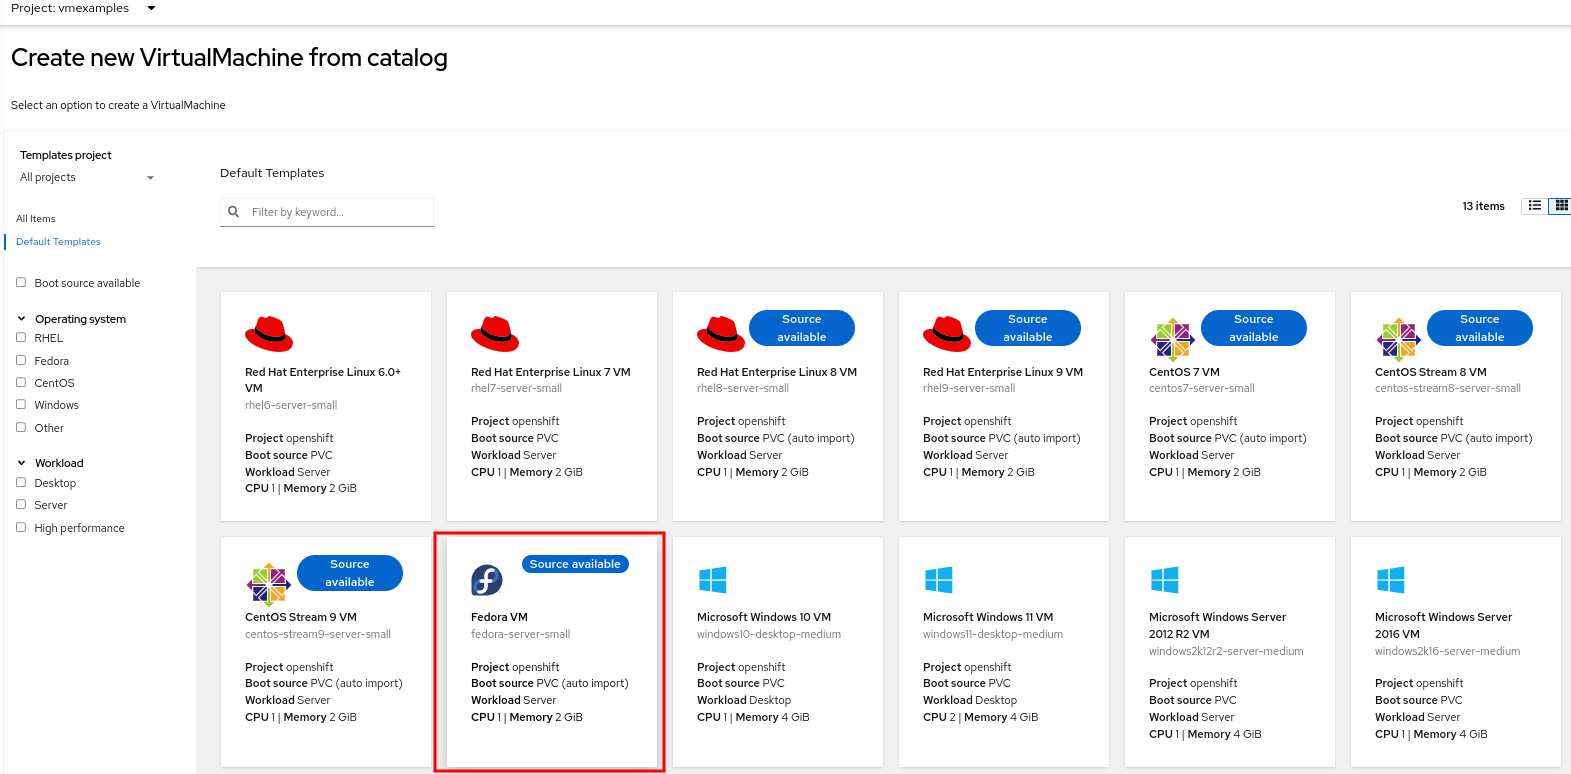 Project: vmexamples
Create new VirtualMachine from catalog
Select an option to create a VirtualMachine
Templates project
All projects
All Items
Default Templates
Boot source available
Operating system
RHEL
Fedora
CentOS
Windows
Other
Workload
Desktop
Server
High performance
Default Templates
Filter by keyword...
13 items
Red Hat Enterprise Linux 6.0+
VM
rhel6-server-small
Project openshift
Boot source PVC
Workload Server
CPU 1 | Memory 2 GiB
Red Hat Enterprise Linux 7 VM
rhel7-server-small
Project openshift
Boot source PVC
Workload Server
CPU 1 | Memory 2 GiB
Source
available
Red Hat Enterprise Linux 8 VM
rhel8-server-small
Project openshift
Boot source PVC (auto import)
Workload Server
CPU 1 | Memory 2 GiB
Source
available
Red Hat Enterprise Linux 9 VM
rhel9-server-small
Project openshift
Boot source PVC (auto import)
Workload Server
CPU 1 | Memory 2 GiB
Source
available
CentOS 7 VM
centos7-server-small
Project openshift
Boot source PVC (auto import)
Workload Server
CPU 1 | Memory 2 GiB
Source
available
CentOS Stream 8 VM
centos-stream8-server-small
Project openshift
Boot source PVC (auto import)
Workload Server
CPU 1 | Memory 2 GiB
Source
available
CentOS Stream 9 VM
centos-stream9-server-small
Project openshift
Boot source PVC (auto import)
Workload Server
CPU 1 | Memory 2 GiB
Source available
Fedora VM
fedora-server-small
Project openshift
Boot source PVC (auto import)
Workload Server
CPU 1 | Memory 2 GiB
Microsoft Windows 10 VM
windows10-desktop-medium
Project openshift
Boot source PVC
Workload Desktop
CPU 1 | Memory 4 GiB
Microsoft Windows 11 VM
windows11-desktop-medium
Project openshift
Boot source PVC
Workload Desktop
CPU 2 | Memory 4 GiB
Microsoft Windows Server
2012 R2 VM
windows2k12r2-server-medium
Project openshift
Boot source PVC
Workload Server
CPU 1 | Memory 4 GiB
Microsoft Windows Server
2016 VM
windows2k16-server-medium
Project openshift
Boot source PVC
Workload Server
CPU 1 | Memory 4 GiB